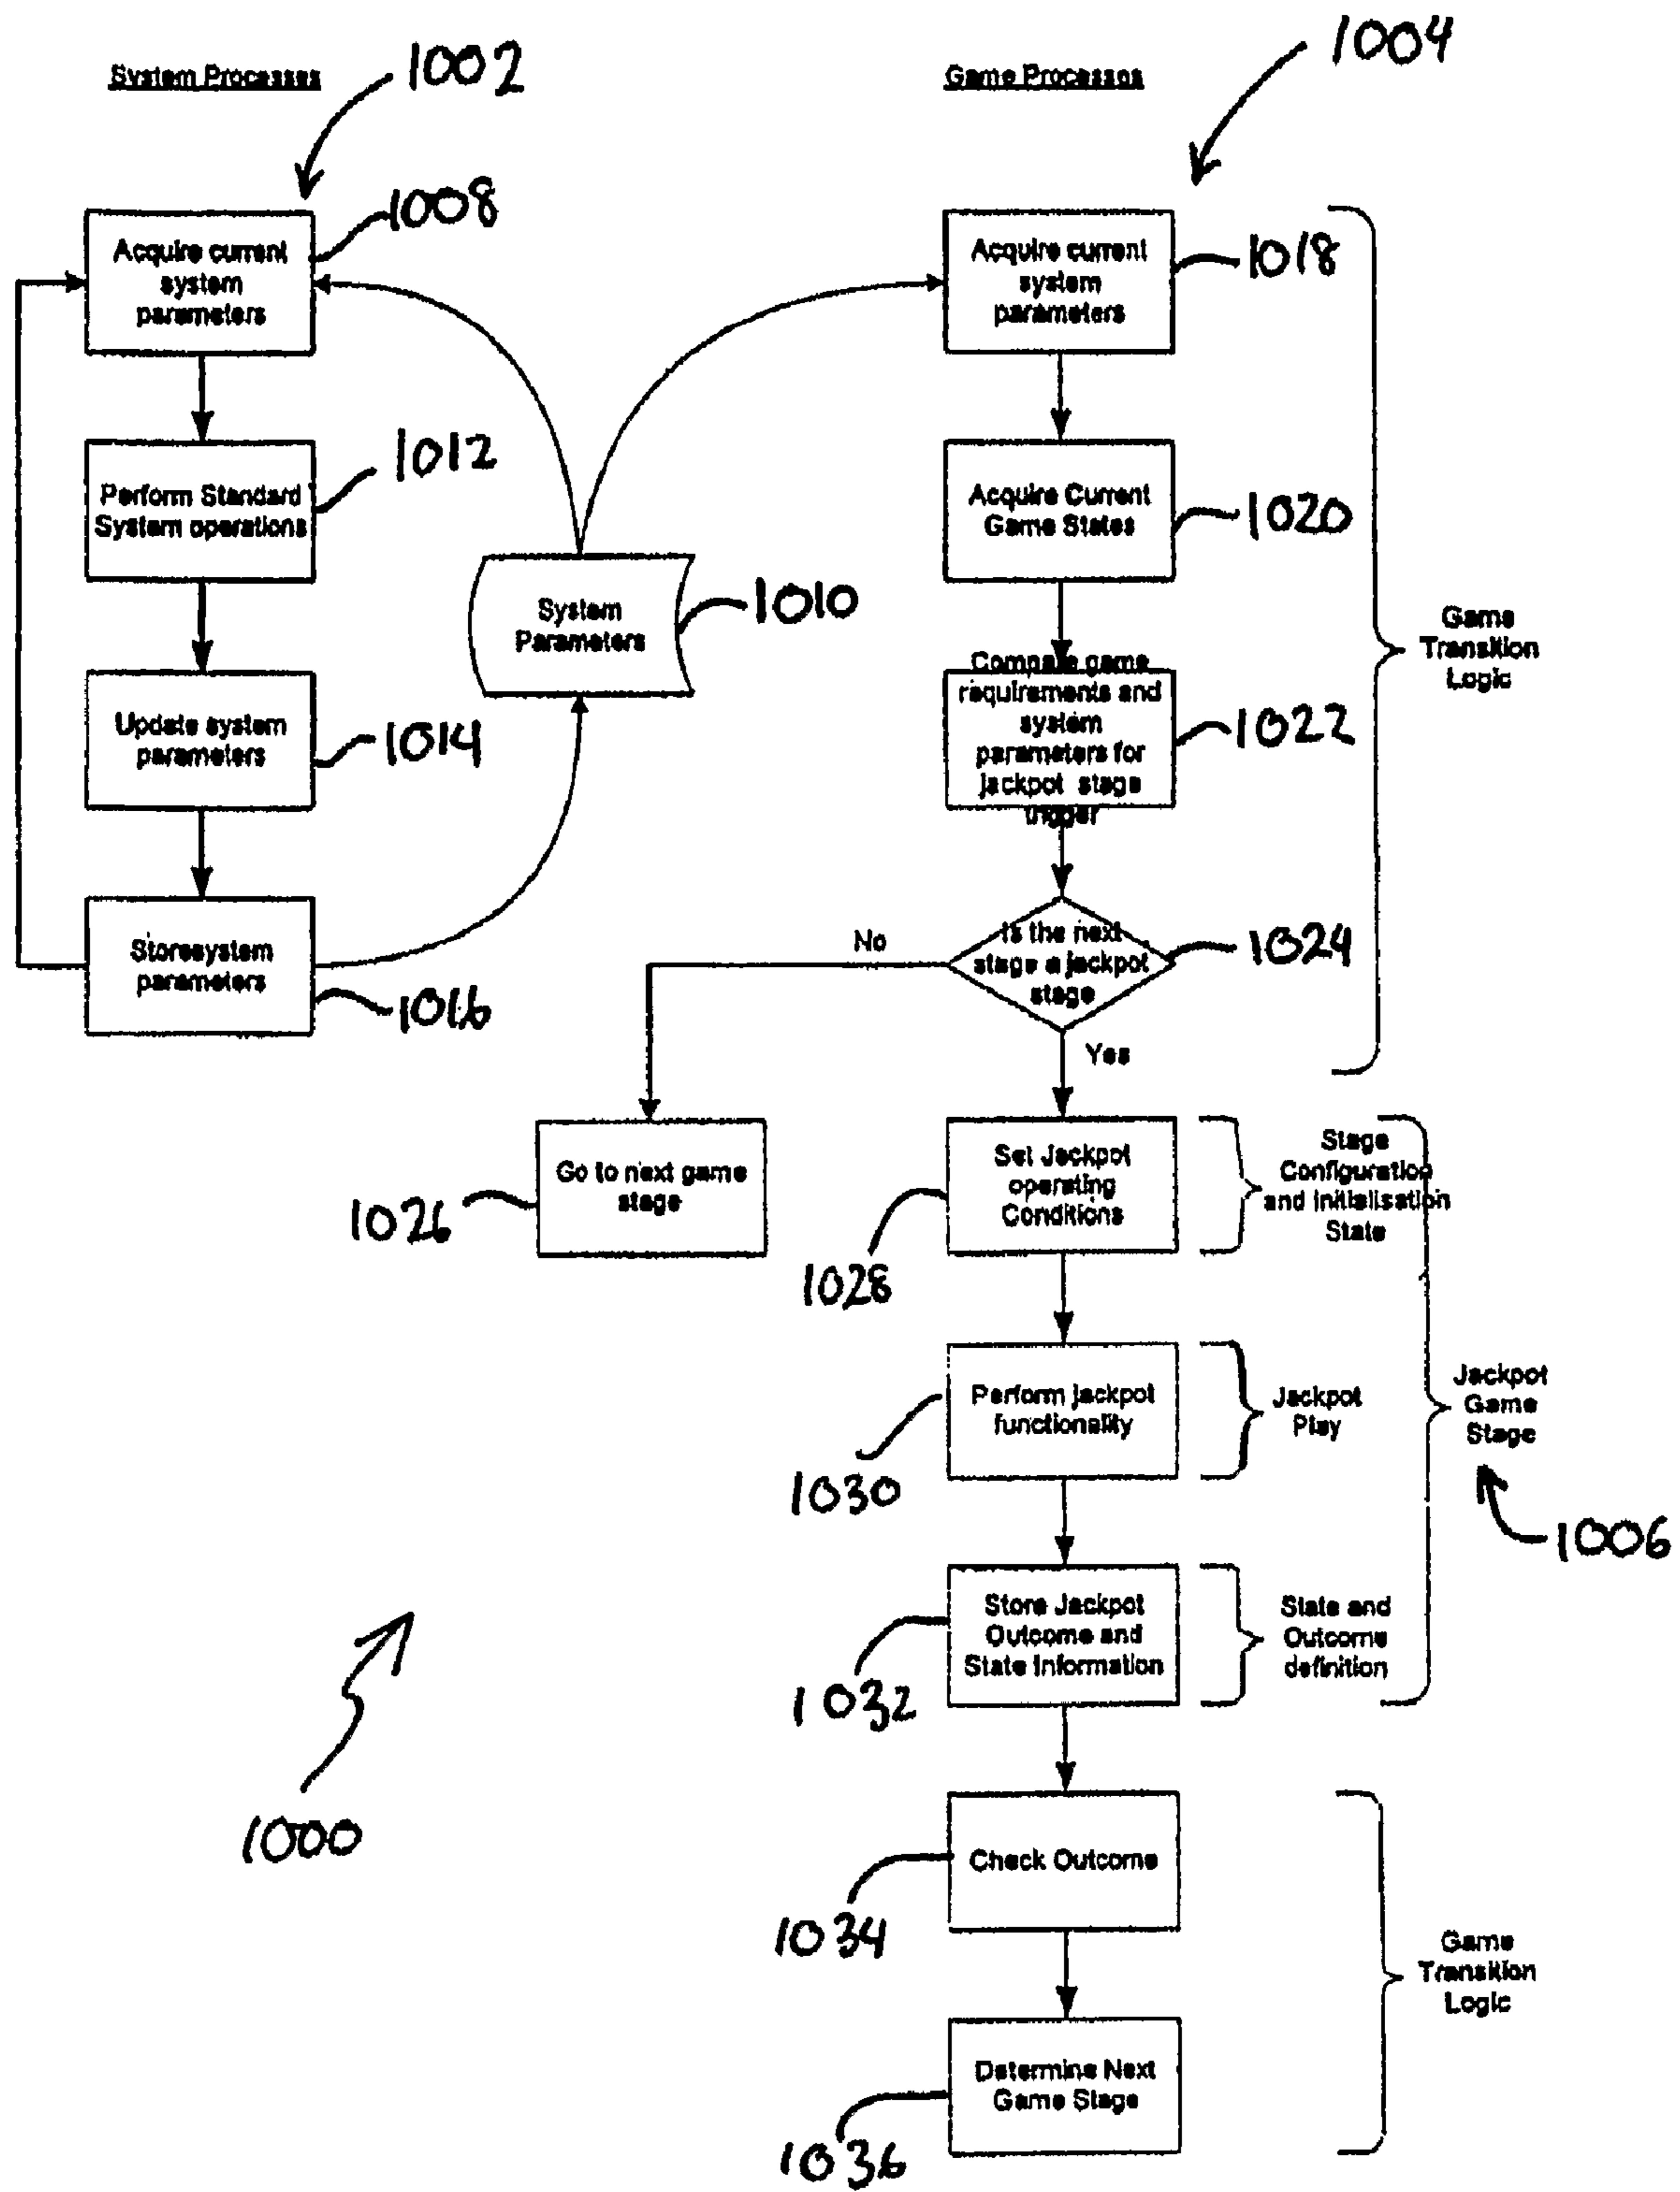 System Processes
1002
Game Processes
1004
1008
Acquire current
system
parameters
Acquire current
system
parameters
1018
1012
Perform Standard
System operations
Acquire Current
Game States
1020
System
Parameters
1010
Game
Transition
Logic
Update system
parameters
1014
Compare game
requirements and
system
parameters for
jackpot stage
trigger
1022
Storesystem
parameters
1016
No
Is the next
stage a jackpot
stage
1024
Yes
Go to next game
stage
1026
Set Jackpot
operating
Conditions
1028
Stage
Configuration
and Initialisation
State
Perform jackpot
functionality
1030
Jackpot
Play
Jackpot
Game
Stage
1006
Store Jackpot
Outcome and
State Information
1032
State and
Outcome
definition
1000
Check Outcome
1034
Game
Transition
Logic
Determine Next
Game Stage
1036